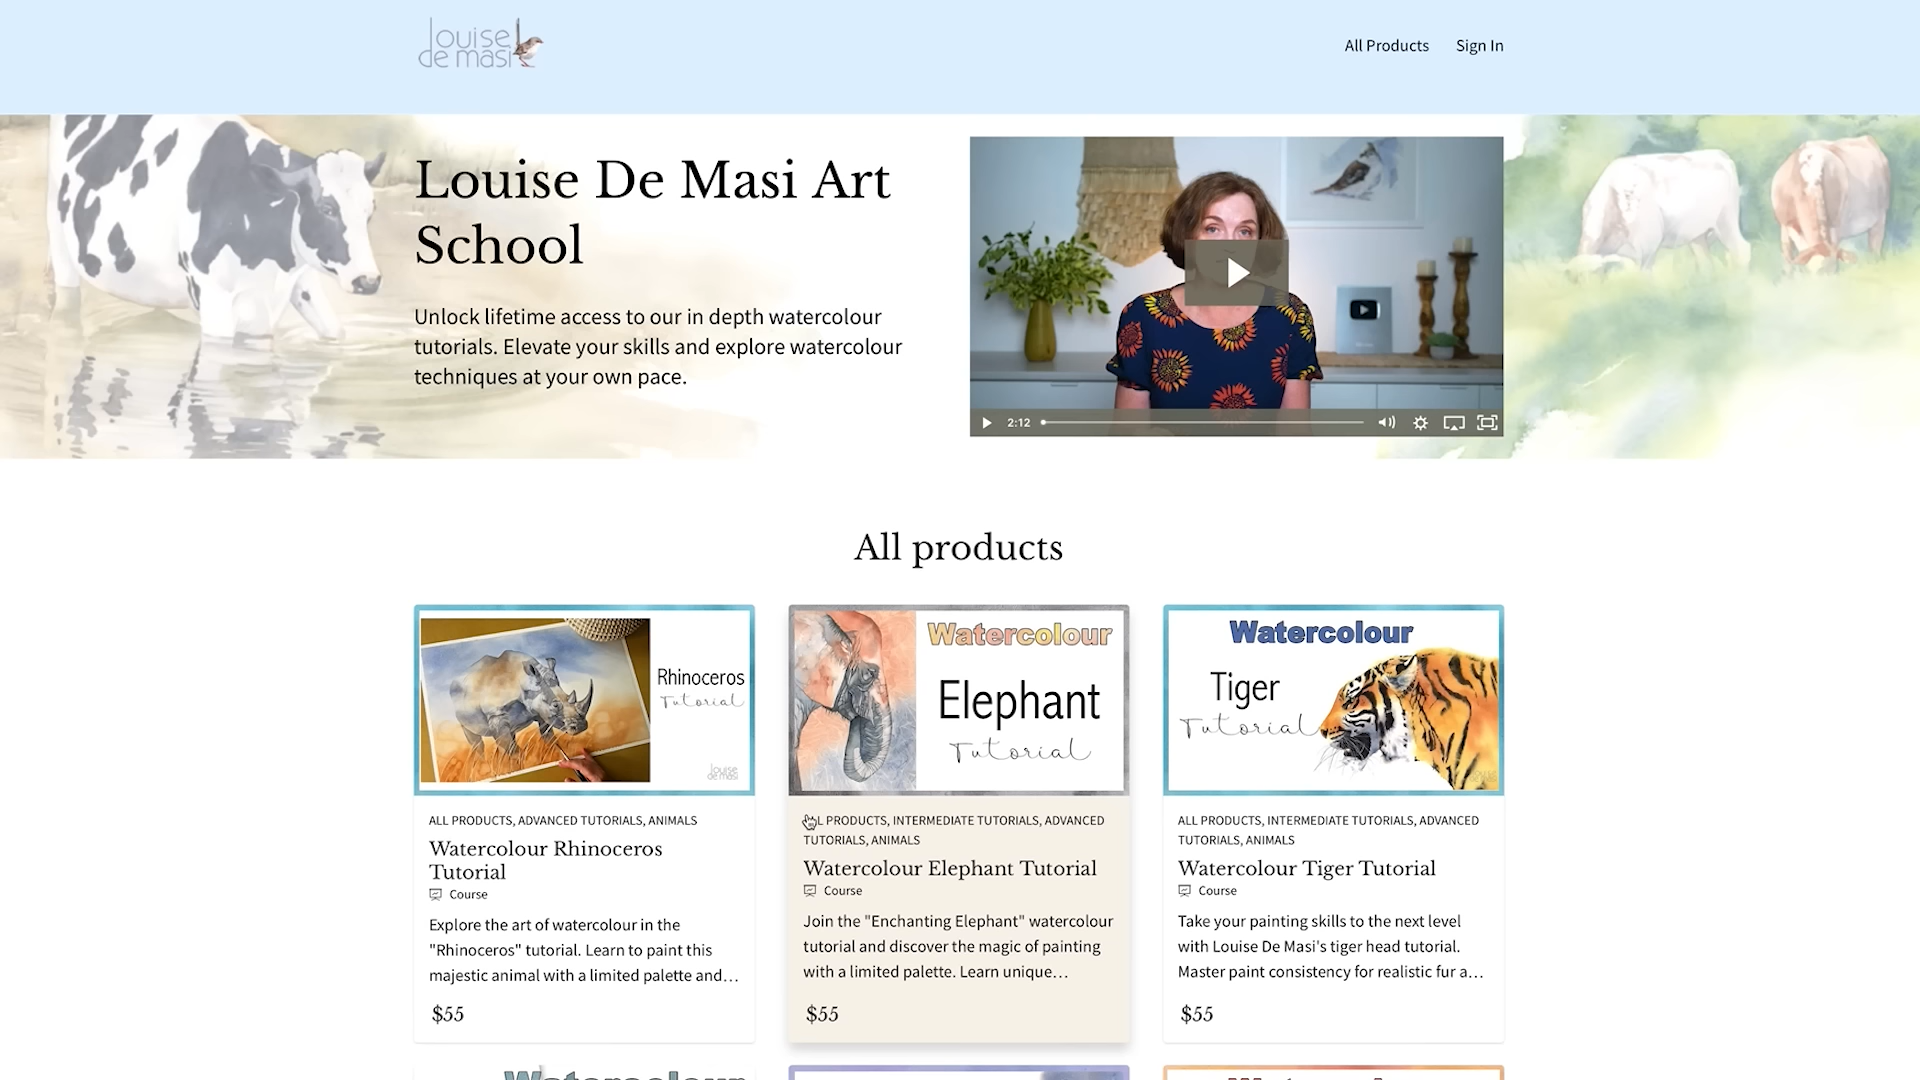 louise
de masi
All Products
Sign In
Louise De Masi Art
School
Unlock lifetime access to our in depth watercolour
tutorials. Elevate your skills and explore watercolour
techniques at your own pace.
2:12
All products
Rhinoceros
Tutorial
louise
de masi
ALL PRODUCTS, ADVANCED TUTORIALS, ANIMALS
Watercolour Rhinoceros
Tutorial
Course
Explore the art of watercolour in the
"Rhinoceros" tutorial. Learn to paint this
majestic animal with a limited palette and…
$55
Watercolour
Elephant
Tutorial
PRODUCTS, INTERMEDIATE TUTORIALS, ADVANCED
TUTORIALS, ANIMALS
Watercolour Elephant Tutorial
Course
Join the "Enchanting Elephant" watercolour
tutorial and discover the magic of painting
with a limited palette. Learn unique…
$55
Watercolour
Tiger
Tutorial
ALL PRODUCTS, INTERMEDIATE TUTORIALS, ADVANCED
TUTORIALS, ANIMALS
Watercolour Tiger Tutorial
Course
Take your painting skills to the next level
with Louise De Masi's tiger head tutorial.
Master paint consistency for realistic fur a…
$55